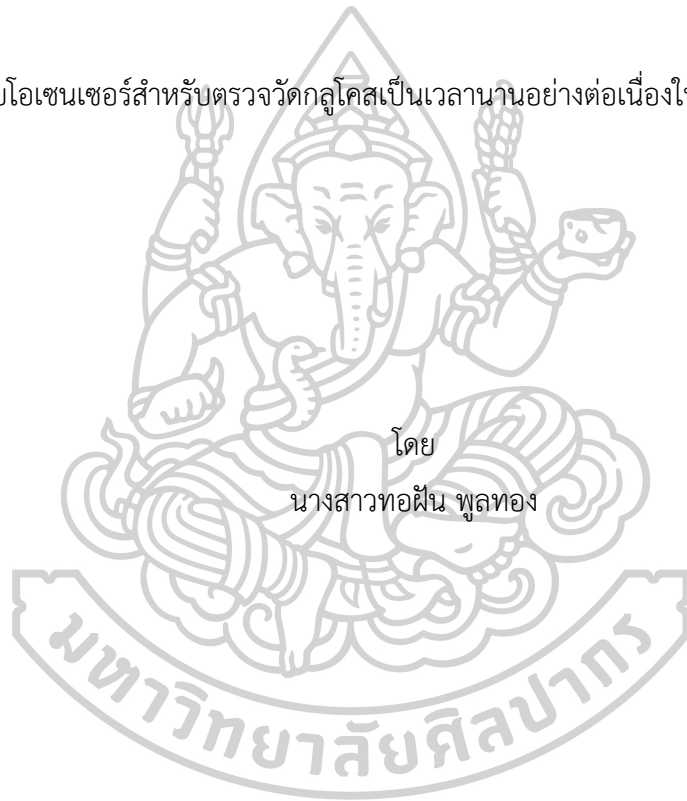 โอเซนเซอร์สำหรับตรวจวัดกลูโคสเป็นเวลานานอย่างต่อเนื่อง
โดย
นางสาวทอฝัน พูลทอง
มหาวิทยาลัยศิลปากร